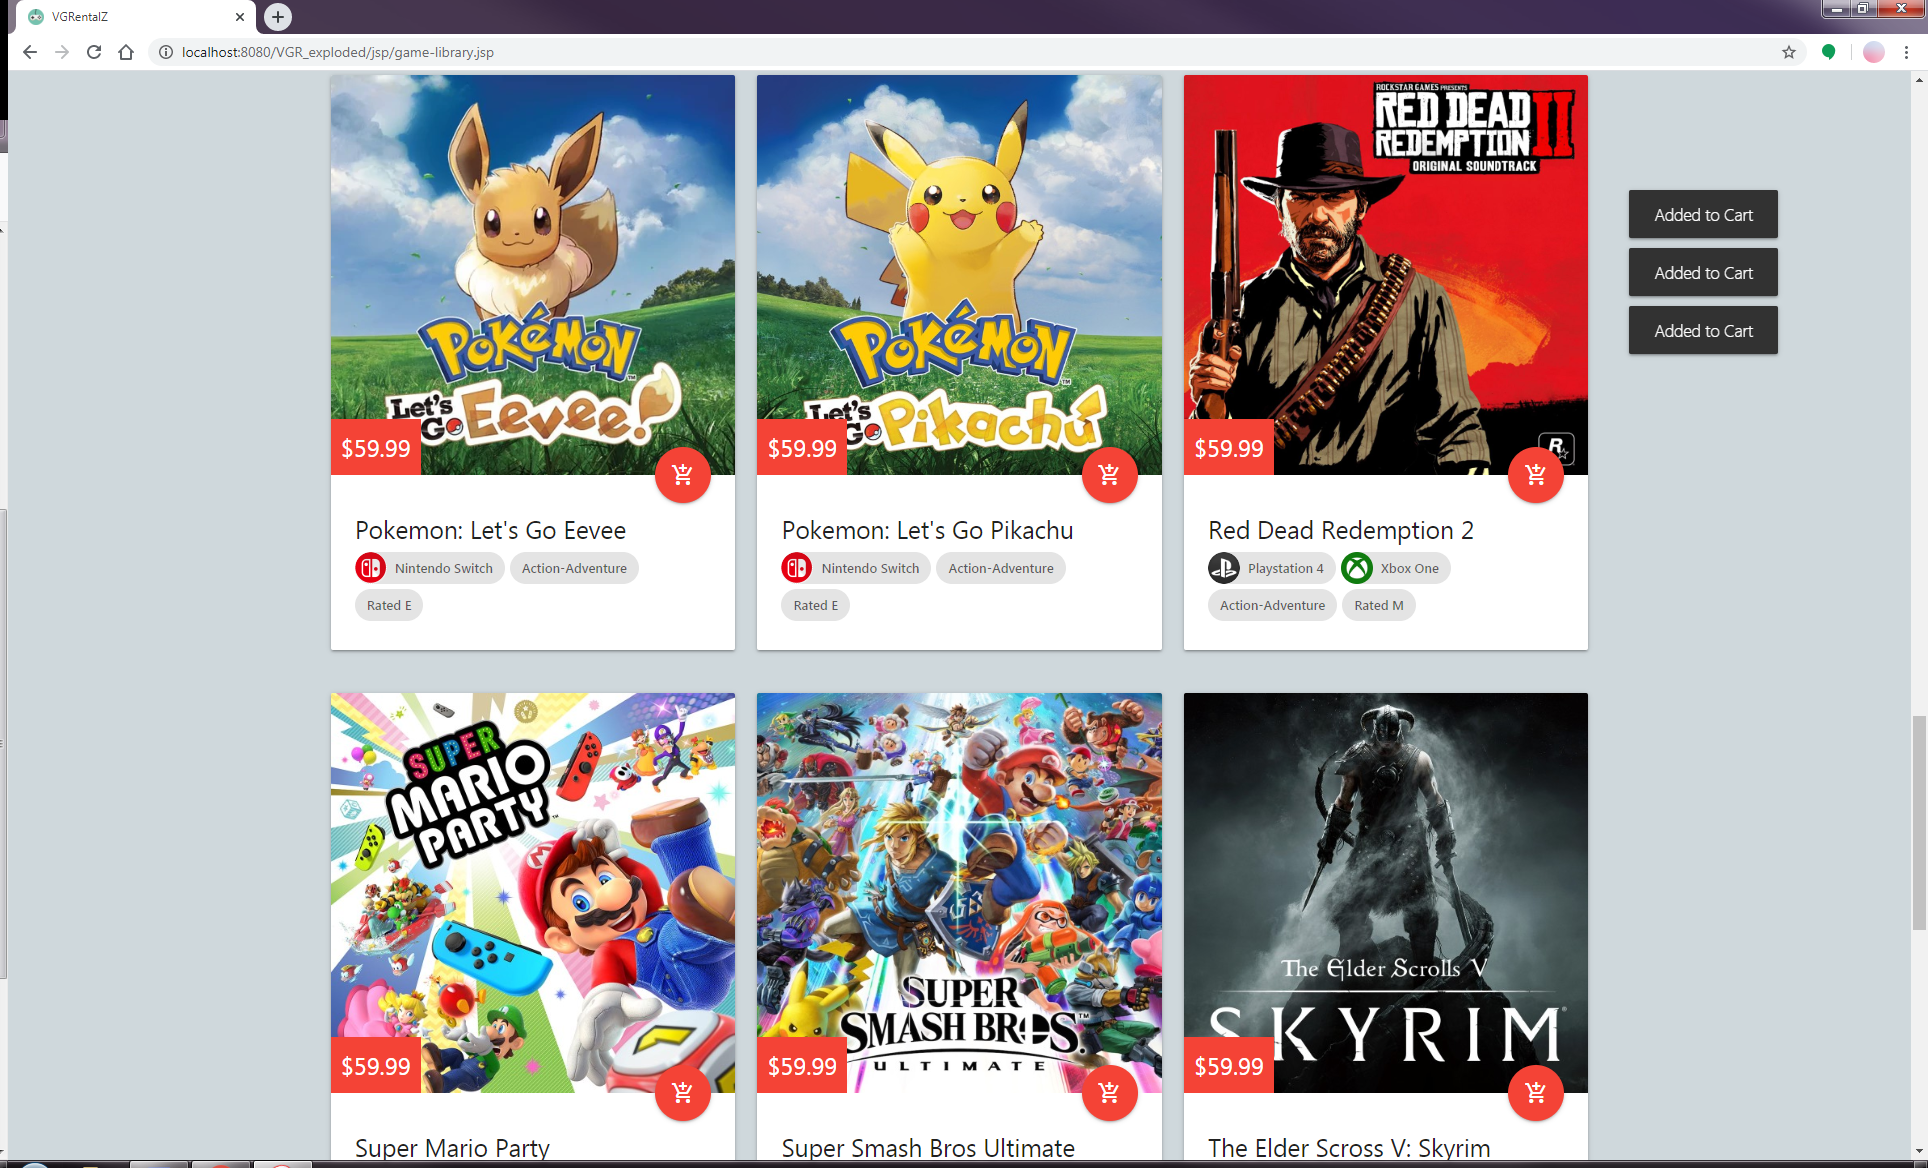 VGRentalZ
localhost:8080/VGR_exploded/jsp/game-library.jsp
POKéMON™
Let's Go Eevee!
$59.99
POKéMON™
Let's Go Pikachu
$59.99
ROCKSTAR GAMES PRESENTS
RED DEAD
REDEMPTION II
ORIGINAL SOUNDTRACK
R
$59.99
Added to Cart
Added to Cart
Added to Cart
Pokemon: Let's Go Eevee
Nintendo Switch
Action-Adventure
Rated E
Pokemon: Let's Go Pikachu
Nintendo Switch
Action-Adventure
Rated E
Red Dead Redemption 2
Playstation 4
Xbox One
Action-Adventure
Rated M
SUPER
MARIO
PARTY™
M
$59.99
SUPER
SMASH BROS.™
ULTIMATE
$59.99
The Elder Scrolls V
SKYRIM®
$59.99
Super Mario Party
Super Smash Bros Ultimate
The Elder Scross V: Skyrim